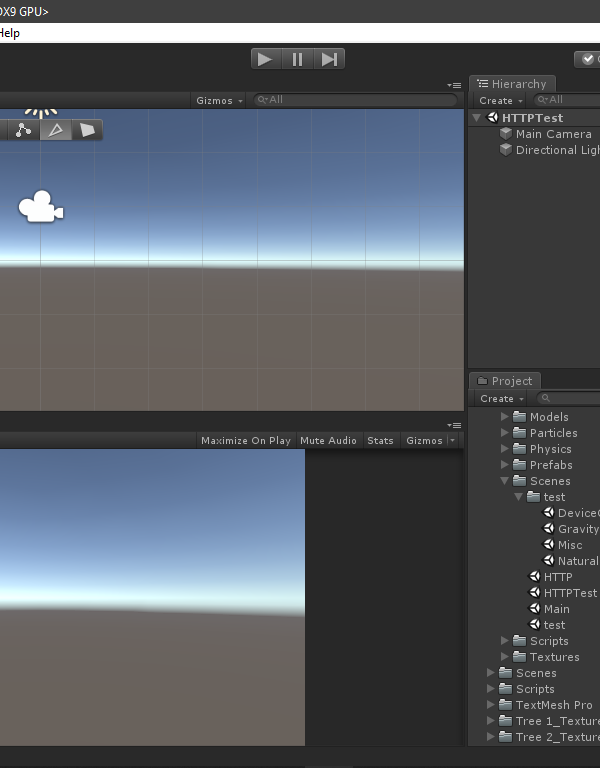 DX9 GPU>
Help
Hierarchy
Gizmos All Create All
HTTPTest
Main Camera
Directional Ligh
Project
Create
Models
Particles
Maximize On Play Mute Audio Stats Gizmos
Physics
Prefabs
Scenes
test
Device
Gravity
Misc
Natural
HTTP
HTTPTest
Main
test
Scripts
Textures
Scenes
Scripts
TextMesh Pro
Tree 1_Texture
Tree 2_Texture